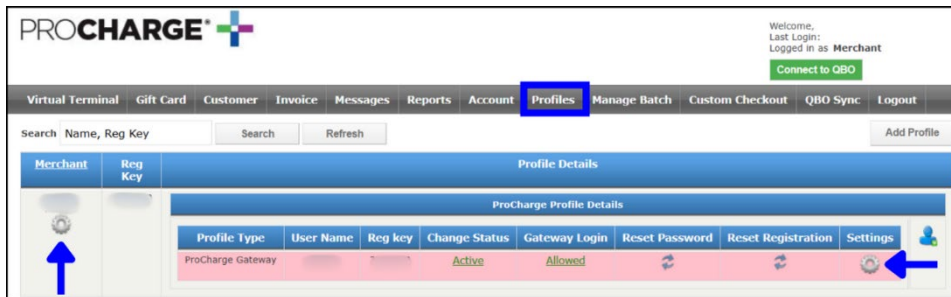 PROCHARGE
Welcome,
Last Login:
Logged in as Merchant
Connect to QBO
Virtual Terminal Gift Card Customer Invoice Messages Reports Account Profiles Manage Batch Custom Checkout QBO Sync Logout
Search Name, Reg Key Search Refresh Add Profile
Merchant Reg Key Profile Details
ProCharge Profile Details
Profile Type User Name Reg key Change Status Gateway Login Reset Password Reset Registration Settings
ProCharge Gateway Active Allowed